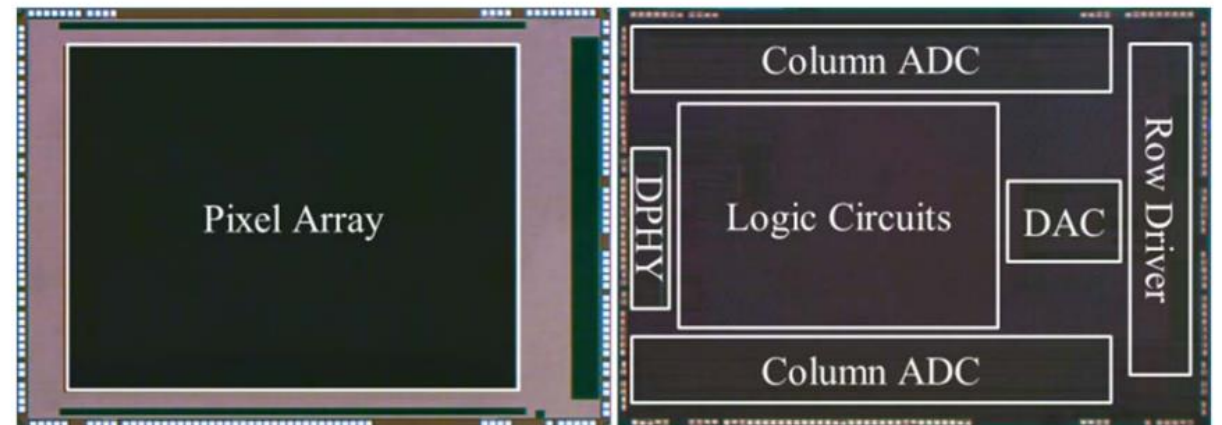 Pixel Array
Column ADC
DPHY
Logic Circuits
DAC
Row Driver
Column ADC